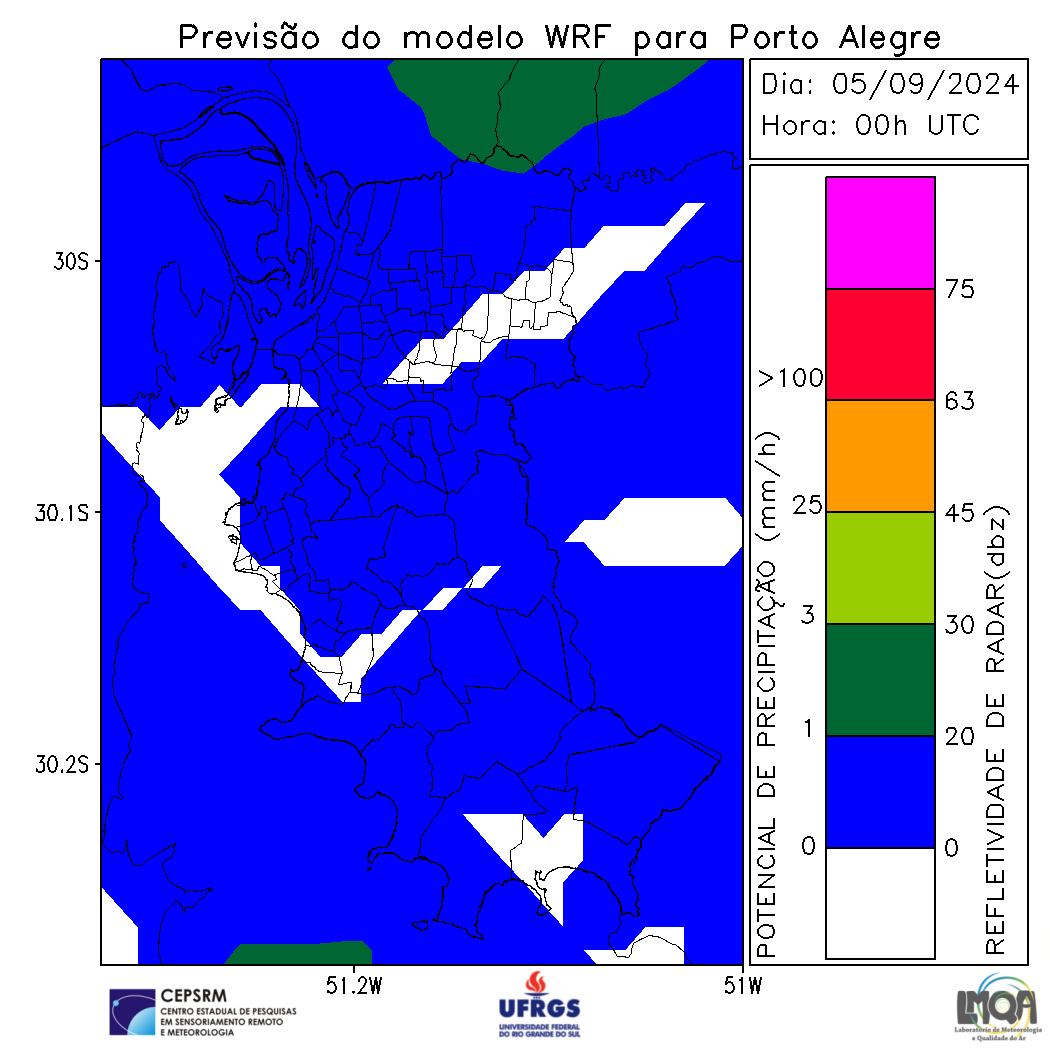 Previsão do modelo WRF para Porto Alegre
Dia: 05/09/2024
Hora: 00h UTC
30S
30.1S
30.2S
51.2W
51W
POTENCIAL DE PRECIPITAÇÃO (mm/h)
>100
25
3
1
0
75
63
45
30
20
0
REFLETIVIDADE DE RADAR(dbz)
CEPSRM
CENTRO ESTADUAL DE PESQUISAS
EM SENSORIAMENTO REMOTO
E METEOROLOGIA
UFRGS
UNIVERSIDADE FEDERAL
DO RIO GRANDE DO SUL
LMQA
Laboratório de Meteorologia
e Qualidade do Ar